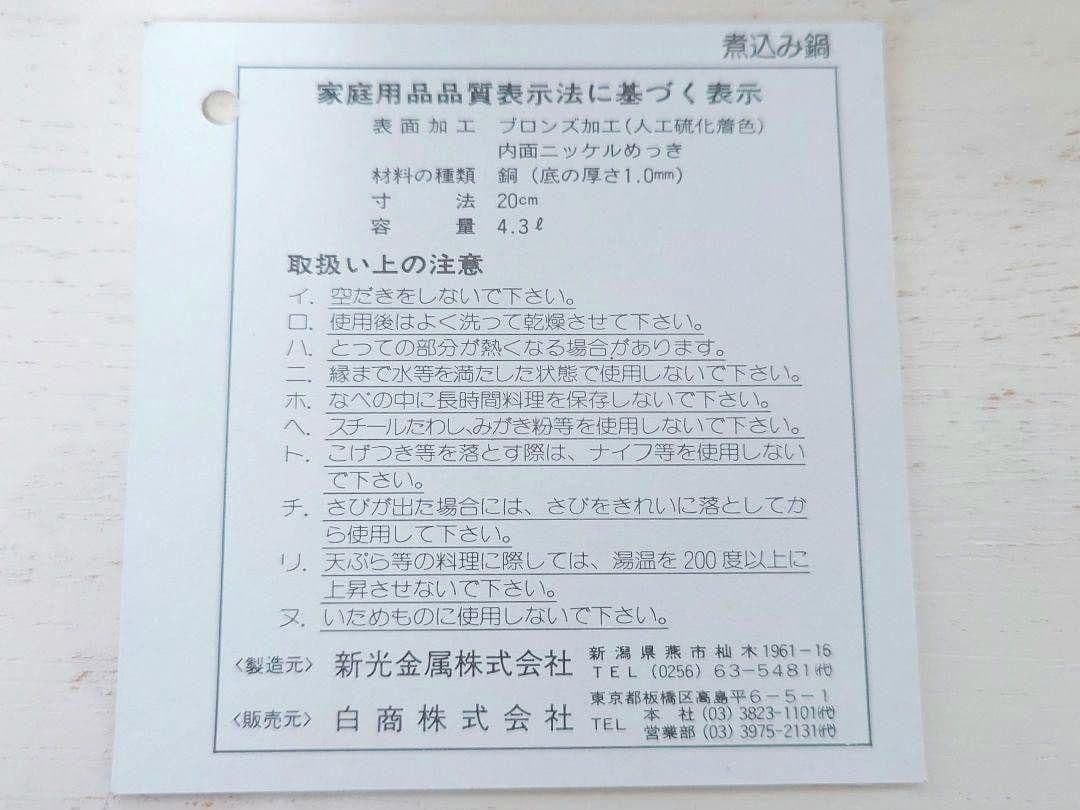 煮込み鍋
家庭用品品質表示法に基づく表示
表面加工 ブロンズ加工(人工硫化着色)
内面ニッケルめっき
材料の種類 銅 (底の厚さ1.0mm)
寸法 20cm
容量 4.3ℓ
取扱い上の注意
イ. 空だきをしないで下さい。
ロ. 使用後はよく洗って乾燥させて下さい。
ハ. とっての部分が熱くなる場合があります。
ニ. 縁まで水等を満たした状態で使用しないで下さい。
ホ. なべの中に長時間料理を保存しないで下さい。
ヘ. スチールたわし、みがき粉等を使用しないで下さい。
ト. こげつき等を落とす際は、ナイフ等を使用しない
で下さい。
チ. さびが出た場合には、さびをきれいに落としてか
ら使用して下さい。
リ. 天ぷら等の料理に際しては、湯温を200度以上に
上昇させないで下さい。
ヌ. いためものに使用しないで下さい。
〈製造元〉 新光金属株式会社 新潟県燕市杣木1961-16
TEL (0256) 63-5481㈹
〈販売元〉 白商株式会社 東京都板橋区高島平6-5-1
TEL 本社 (03) 3823-1101㈹
営業部 (03) 3975-2131㈹